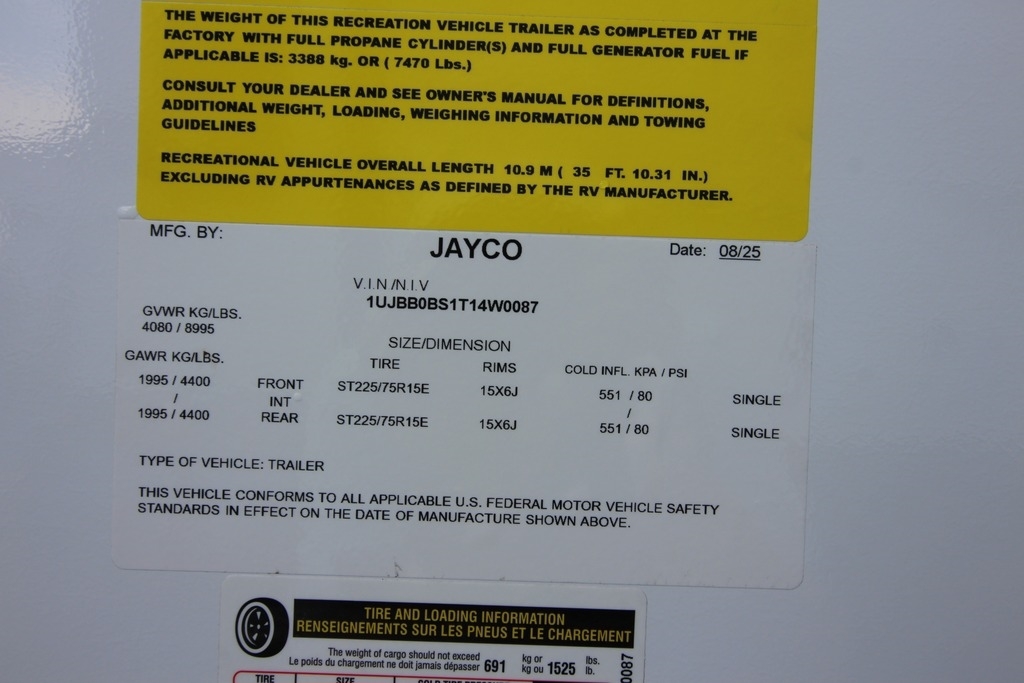 THE WEIGHT OF THIS RECREATION VEHICLE TRAILER AS COMPLETED AT THE
FACTORY WITH FULL PROPANE CYLINDER(S) AND FULL GENERATOR FUEL IF
APPLICABLE IS: 3388 kg. OR ( 7470 Lbs.)
CONSULT YOUR DEALER AND SEE OWNER'S MANUAL FOR DEFINITIONS,
ADDITIONAL WEIGHT, LOADING, WEIGHING INFORMATION AND TOWING
GUIDELINES
RECREATIONAL VEHICLE OVERALL LENGTH 10.9 M ( 35 FT. 10.31 IN.)
EXCLUDING RV APPURTENANCES AS DEFINED BY THE RV MANUFACTURER.
MFG. BY: JAYCO Date: 08/25
V.I.N /N.I.V
1UJBB0BS1T14W0087
GVWR KG/LBS.
4080 / 8995
SIZE/DIMENSION
GAWR KG/LBS. TIRE RIMS COLD INFL. KPA / PSI
1995 / 4400 FRONT ST225/75R15E 15X6J 551 / 80 SINGLE
/ INT /
1995 / 4400 REAR ST225/75R15E 15X6J 551 / 80 SINGLE
TYPE OF VEHICLE: TRAILER
THIS VEHICLE CONFORMS TO ALL APPLICABLE U.S. FEDERAL MOTOR VEHICLE SAFETY
STANDARDS IN EFFECT ON THE DATE OF MANUFACTURE SHOWN ABOVE.
TIRE AND LOADING INFORMATION
RENSEIGNEMENTS SUR LES PNEUS ET LE CHARGEMENT
The weight of cargo should not exceed kg or lbs.
Le poids du chargement ne doit jamais dépasser 691 kg ou 1525 lb.
0087
TIRE SIZE COLD TIRE